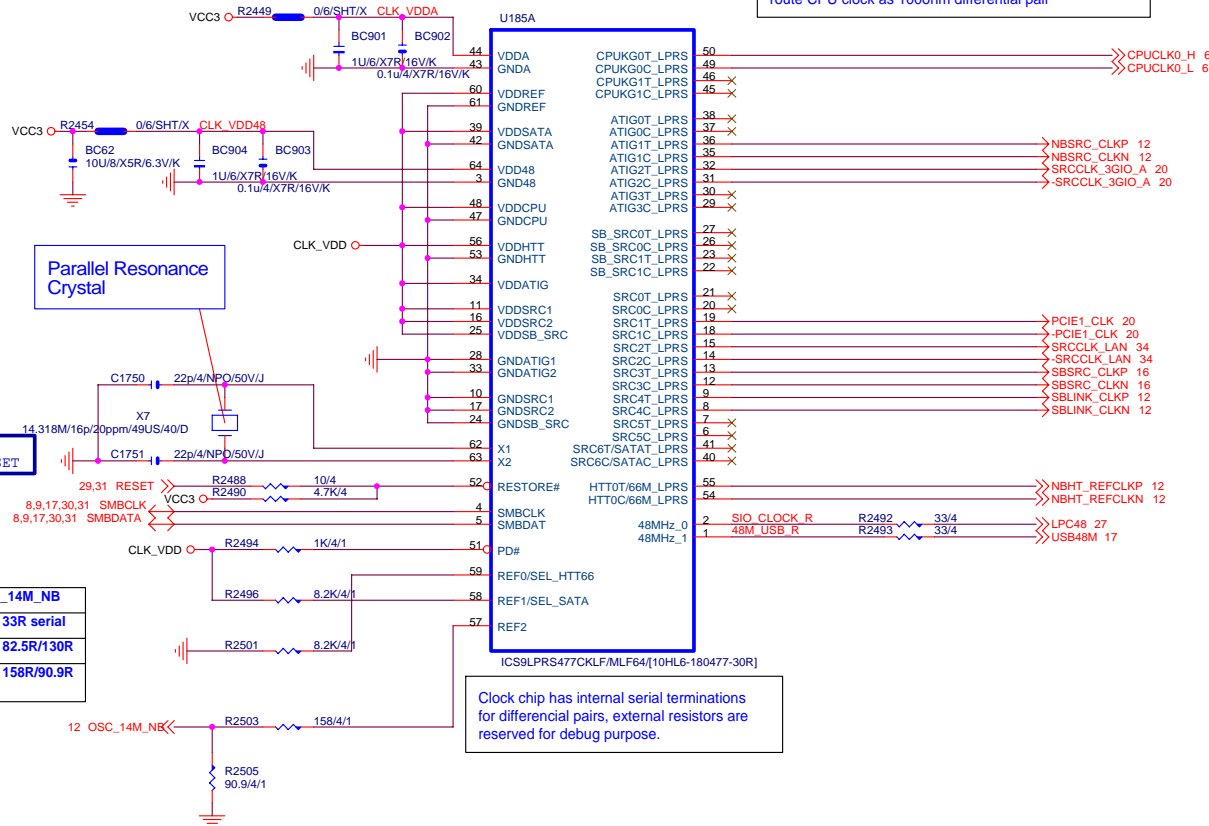 route CPU clock as 100ohm differential pair
VCC3 R2449 0/6/SHT/X CLK_VDDA
U185A
BC901 BC902
1U/6/X7R/16V/K
0.1u/4/X7R/16V/K
44 VDDA
43 GNDA
60 VDDREF
61 GNDREF
39 VDDSATA
42 GNDSATA
64 VDD48
3 GND48
48 VDDCPU
47 GNDCPU
56 VDDHTT
53 GNDHTT
34 VDDATIG
11 VDDSRC1
16 VDDSRC2
25 VDDSB_SRC
28 GNDATIG1
33 GNDATIG2
10 GNDSRC1
17 GNDSRC2
24 GNDSB_SRC
62 X1
63 X2
52 RESTORE#
4 SMBCLK
5 SMBDAT
51 PD#
59 REF0/SEL_HTT66
58 REF1/SEL_SATA
57 REF2
CPUKG0T_LPRS 50 CPUCLK0_H 6
CPUKG0C_LPRS 49 CPUCLK0_L 6
CPUKG1T_LPRS 46
CPUKG1C_LPRS 45
ATIG0T_LPRS 38
ATIG0C_LPRS 37
ATIG1T_LPRS 36 NBSRC_CLKP 12
ATIG1C_LPRS 35 NBSRC_CLKN 12
ATIG2T_LPRS 32 SRCCLK_3GIO_A 20
ATIG2C_LPRS 31 -SRCCLK_3GIO_A 20
ATIG3T_LPRS 30
ATIG3C_LPRS 29
SB_SRC0T_LPRS 27
SB_SRC0C_LPRS 26
SB_SRC1T_LPRS 23
SB_SRC1C_LPRS 22
SRC0T_LPRS 21
SRC0C_LPRS 20
SRC1T_LPRS 19 PCIE1_CLK 20
SRC1C_LPRS 18 -PCIE1_CLK 20
SRC2T_LPRS 15 SRCCLK_LAN 34
SRC2C_LPRS 14 -SRCCLK_LAN 34
SRC3T_LPRS 13 SBSRC_CLKP 16
SRC3C_LPRS 12 SBSRC_CLKN 16
SRC4T_LPRS 9 SBLINK_CLKP 12
SRC4C_LPRS 8 SBLINK_CLKN 12
SRC5T_LPRS 7
SRC5C_LPRS 6
SRC6T/SATAT_LPRS 41
SRC6C/SATAC_LPRS 40
HTT0T/66M_LPRS 55 NBHT_REFCLKP 12
HTT0C/66M_LPRS 54 NBHT_REFCLKN 12
48MHz_0 2 SIO_CLOCK_R R2492 33/4 LPC48 27
48MHz_1 1 48M_USB_R R2493 33/4 USB48M 17
VCC3 R2454 0/6/SHT/X CLK_VDD48
BC62
10U/8/X5R/6.3V/K
BC904 BC903
1U/6/X7R/16V/K
0.1u/4/X7R/16V/K
CLK_VDD
Parallel Resonance
Crystal
C1750 22p/4/NPO/50V/J
X7
14.318M/16p/20ppm/49US/40/D
C1751 22p/4/NPO/50V/J
SET
29,31 RESET R2488 10/4
VCC3 R2490 4.7K/4
8,9,17,30,31 SMBCLK
8,9,17,30,31 SMBDATA
CLK_VDD R2494 1K/4/1
R2496 8.2K/4/1
R2501 8.2K/4/1
_14M_NB
33R serial
82.5R/130R
158R/90.9R
12 OSC_14M_NB R2503 158/4/1
R2505
90.9/4/1
ICS9LPRS477CKLF/MLF64/[10HL6-180477-30R]
Clock chip has internal serial terminations
for differencial pairs, external resistors are
reserved for debug purpose.